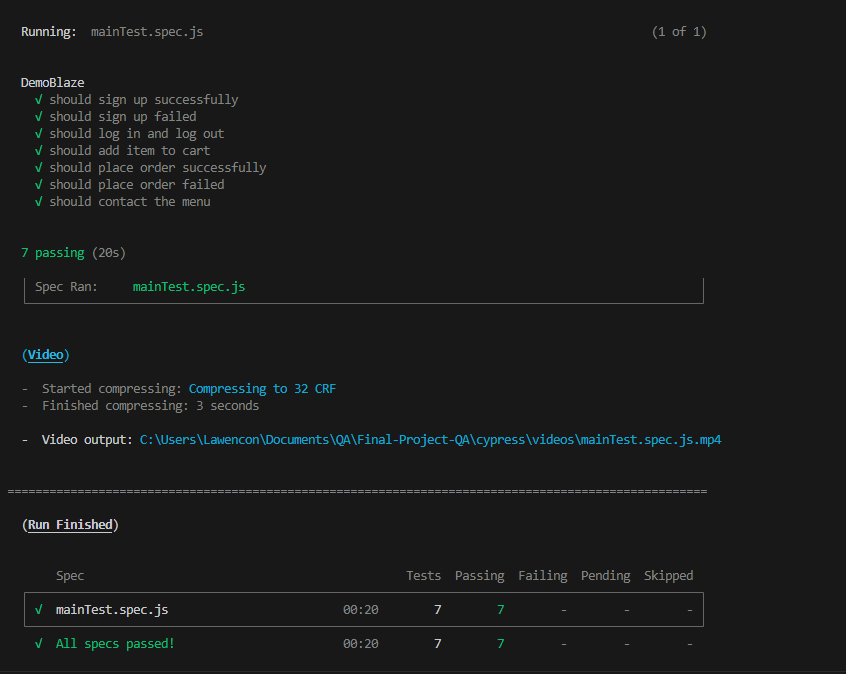 Running:  mainTest.spec.js (1 of 1)
DemoBlaze
√ should sign up successfully
√ should sign up failed
√ should log in and log out
√ should add item to cart
√ should place order successfully
√ should place order failed
√ should contact the menu
7 passing (20s)
Spec Ran: mainTest.spec.js
(Video)
-  Started compressing: Compressing to 32 CRF
-  Finished compressing: 3 seconds
-  Video output: C:\Users\Lawencon\Documents\QA\Final-Project-QA\cypress\videos\mainTest.spec.js.mp4
====================================================================================================
(Run Finished)
Spec Tests Passing Failing Pending Skipped
√ mainTest.spec.js 00:20 7 7 - - -
√ All specs passed! 00:20 7 7 - - -